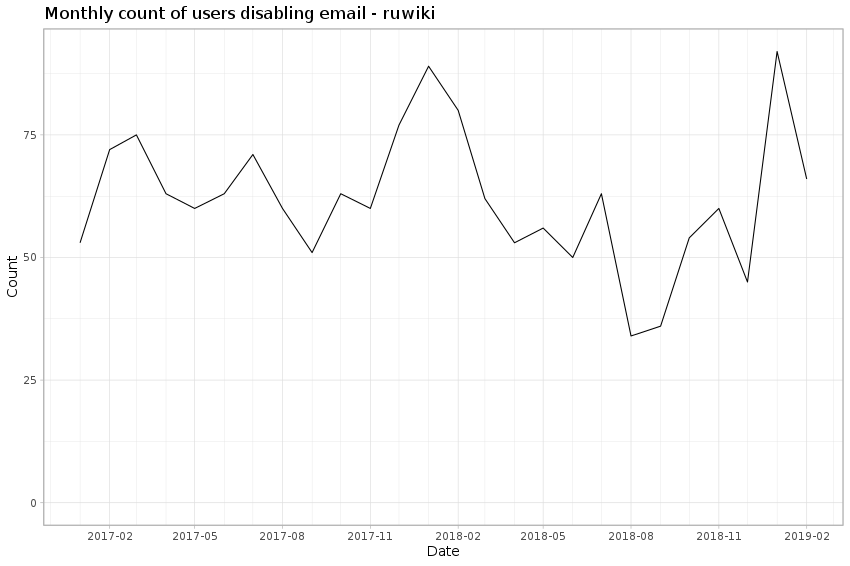 Monthly count of users disabling email - ruwiki
75
50
25
0
Count
2017-02 2017-05 2017-08 2017-11 2018-02 2018-05 2018-08 2018-11 2019-02
Date